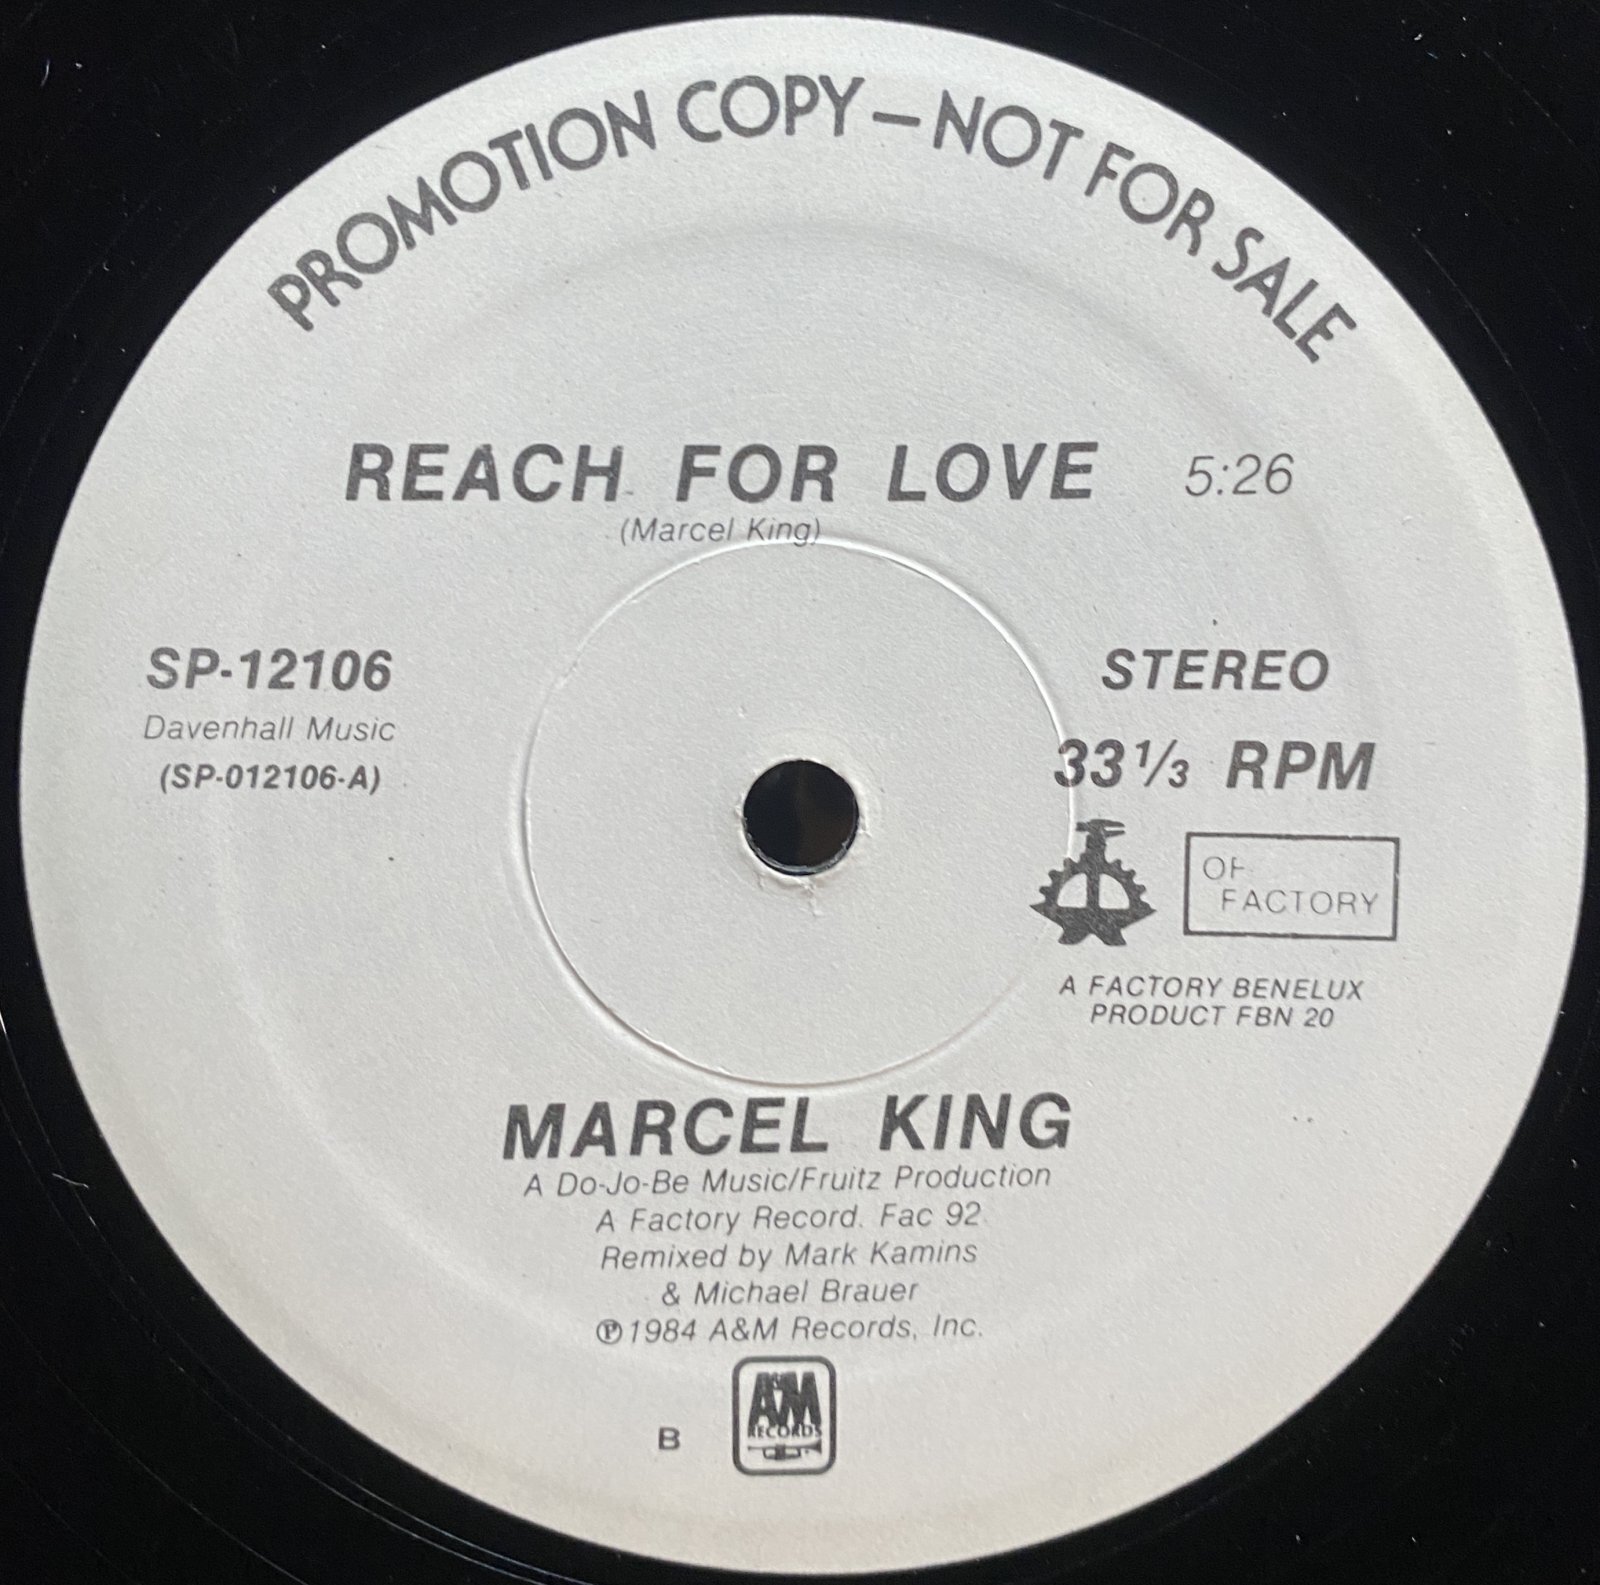 PROMOTION COPY – NOT FOR SALE
REACH FOR LOVE 5:26
(Marcel King)
SP-12106
Davenhall Music
(SP-012106-A)
STEREO
33⅓ RPM
OF
FACTORY
A FACTORY BENELUX
PRODUCT FBN 20
MARCEL KING
A Do-Jo-Be Music/Fruitz Production
A Factory Record. Fac 92
Remixed by Mark Kamins
& Michael Brauer
℗1984 A&M Records, Inc.
B
A&M
RECORDS